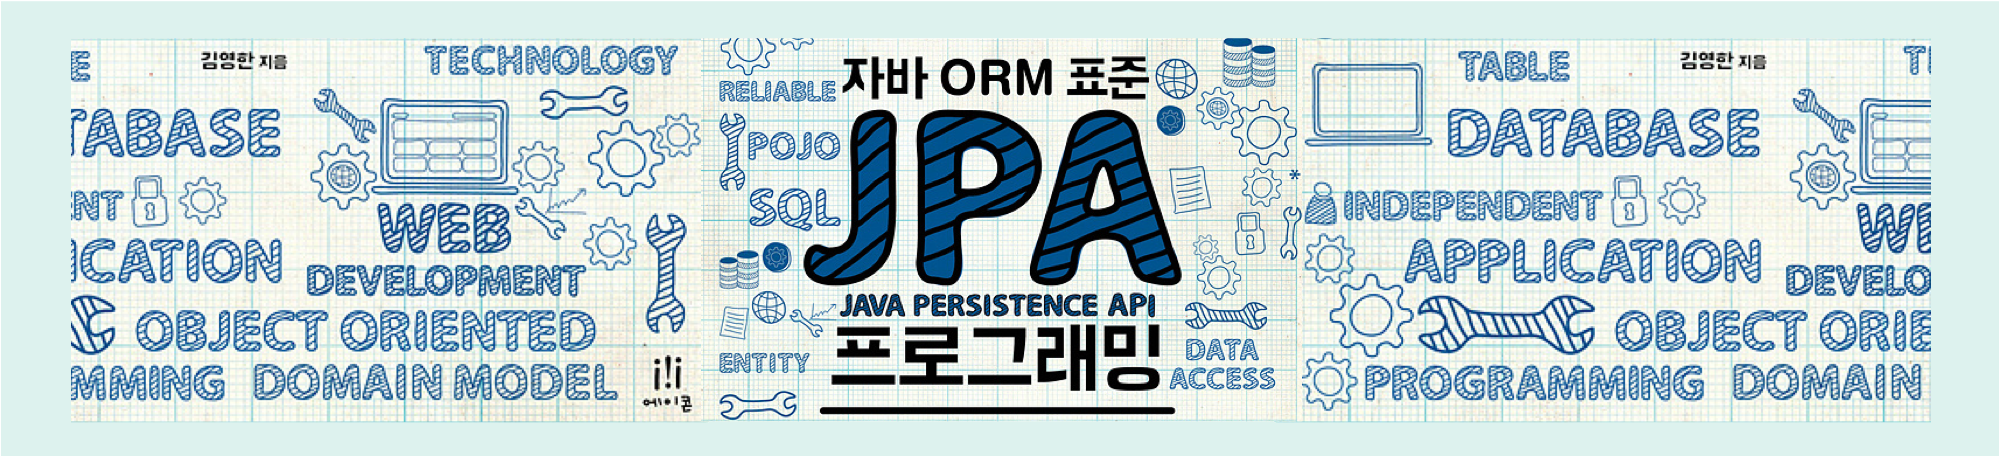 E
김영한 지음
TECHNOLOGY
TABASE
NT
WEB
ICATION
DEVELOPMENT
OBJECT ORIENTED
MMING
DOMAIN MODEL
에이콘
RELIABLE
자바 ORM 표준
POJO
JPA
SQL
JAVA PERSISTENCE API
프로그래밍
ENTITY
DATA
ACCESS
TABLE
김영한 지음
TE
DATABASE
INDEPENDENT
WE
APPLICATION
DEVELO
OBJECT ORIE
PROGRAMMING
DOMAIN